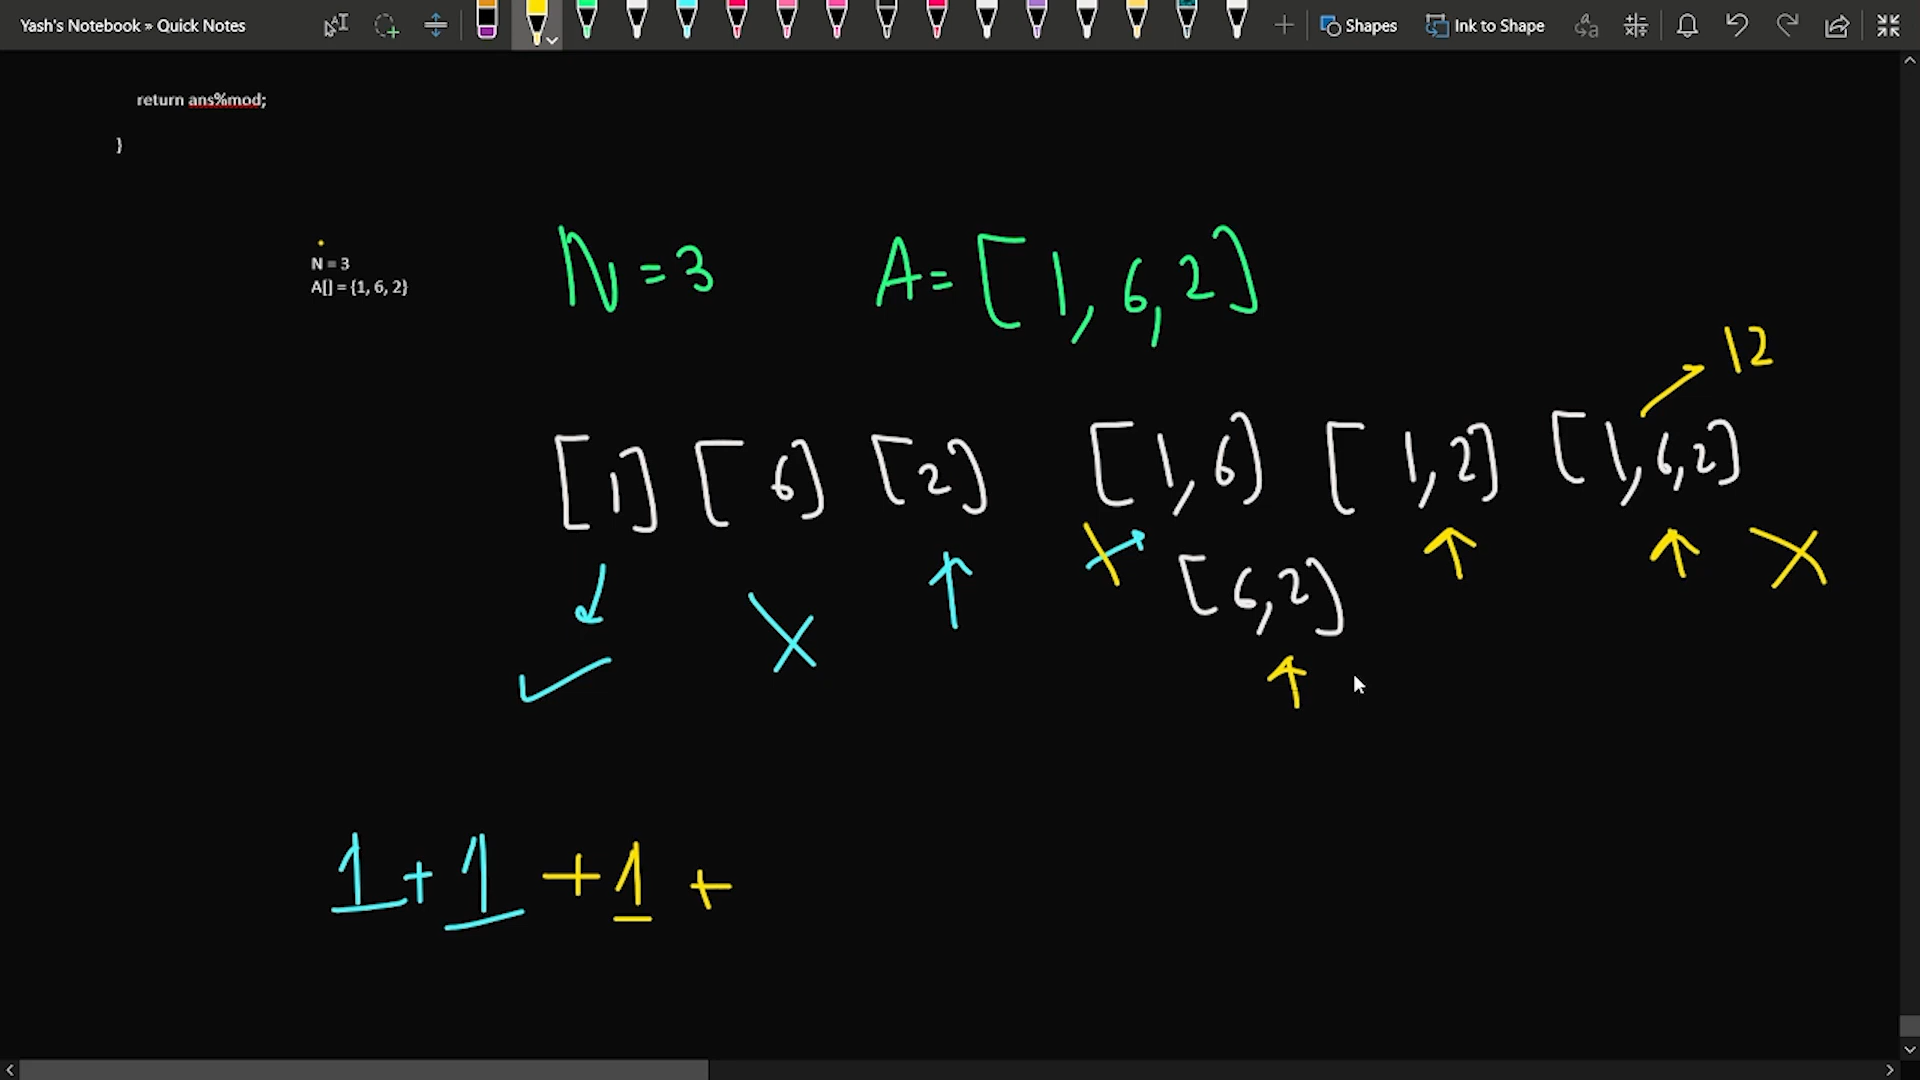 Yash's Notebook » Quick Notes
Shapes
Ink to Shape
return ans%mod;
}
N = 3
A[] = {1, 6, 2}
N = 3 A = [1, 6, 2]
12
[1] [6] [2] [1, 6] [1, 2] [1, 6, 2]
[6, 2]
1 + 1 + 1 +